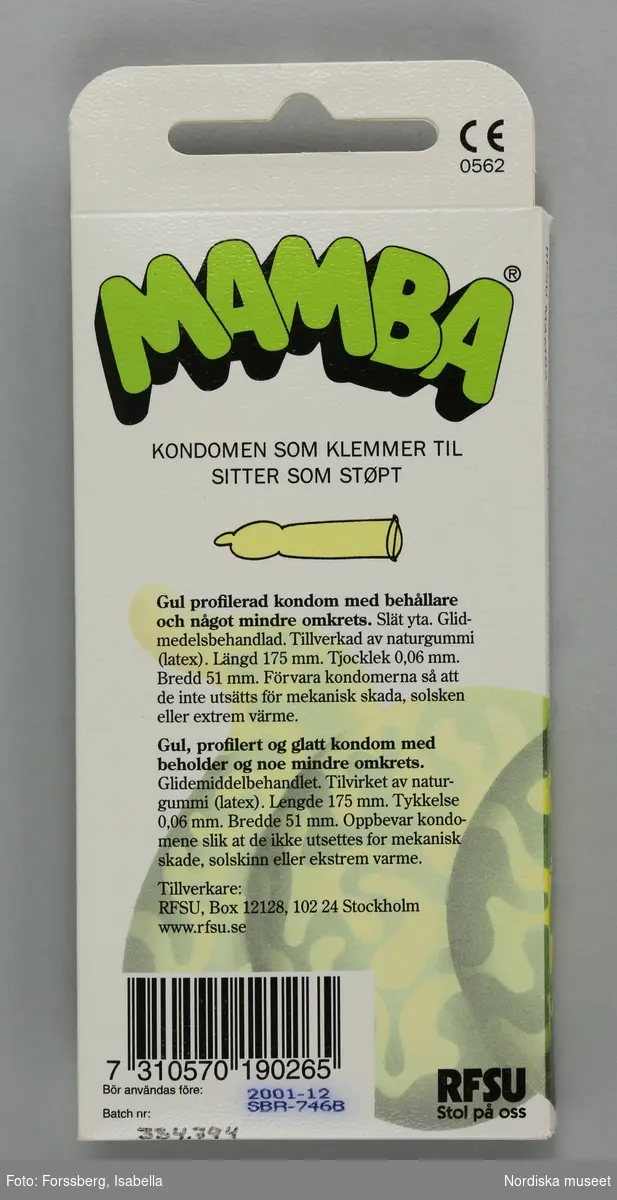 CE
0562
MAMBA®
KONDOMEN SOM KLEMMER TIL
SITTER SOM STØPT
Gul profilerad kondom med behållare
och något mindre omkrets. Slät yta. Glid-
medelsbehandlad. Tillverkad av naturgummi
(latex). Längd 175 mm. Tjocklek 0,06 mm.
Bredd 51 mm. Förvara kondomerna så att
de inte utsätts för mekanisk skada, solsken
eller extrem värme.
Gul, profilert og glatt kondom med
beholder og noe mindre omkrets.
Glidemiddelbehandlet. Tilvirket av natur-
gummi (latex). Lengde 175 mm. Tykkelse
0,06 mm. Bredde 51 mm. Oppbevar kondo-
mene slik at de ikke utsettes for mekanisk
skade, solskinn eller ekstrem varme.
Tillverkare:
RFSU, Box 12128, 102 24 Stockholm
www.rfsu.se
7 310570 190265
Bör användas före: 2001-12
Batch nr: SBR-746B
334.794
RFSU
Stol på oss
Foto: Forssberg, Isabella
Nordiska museet